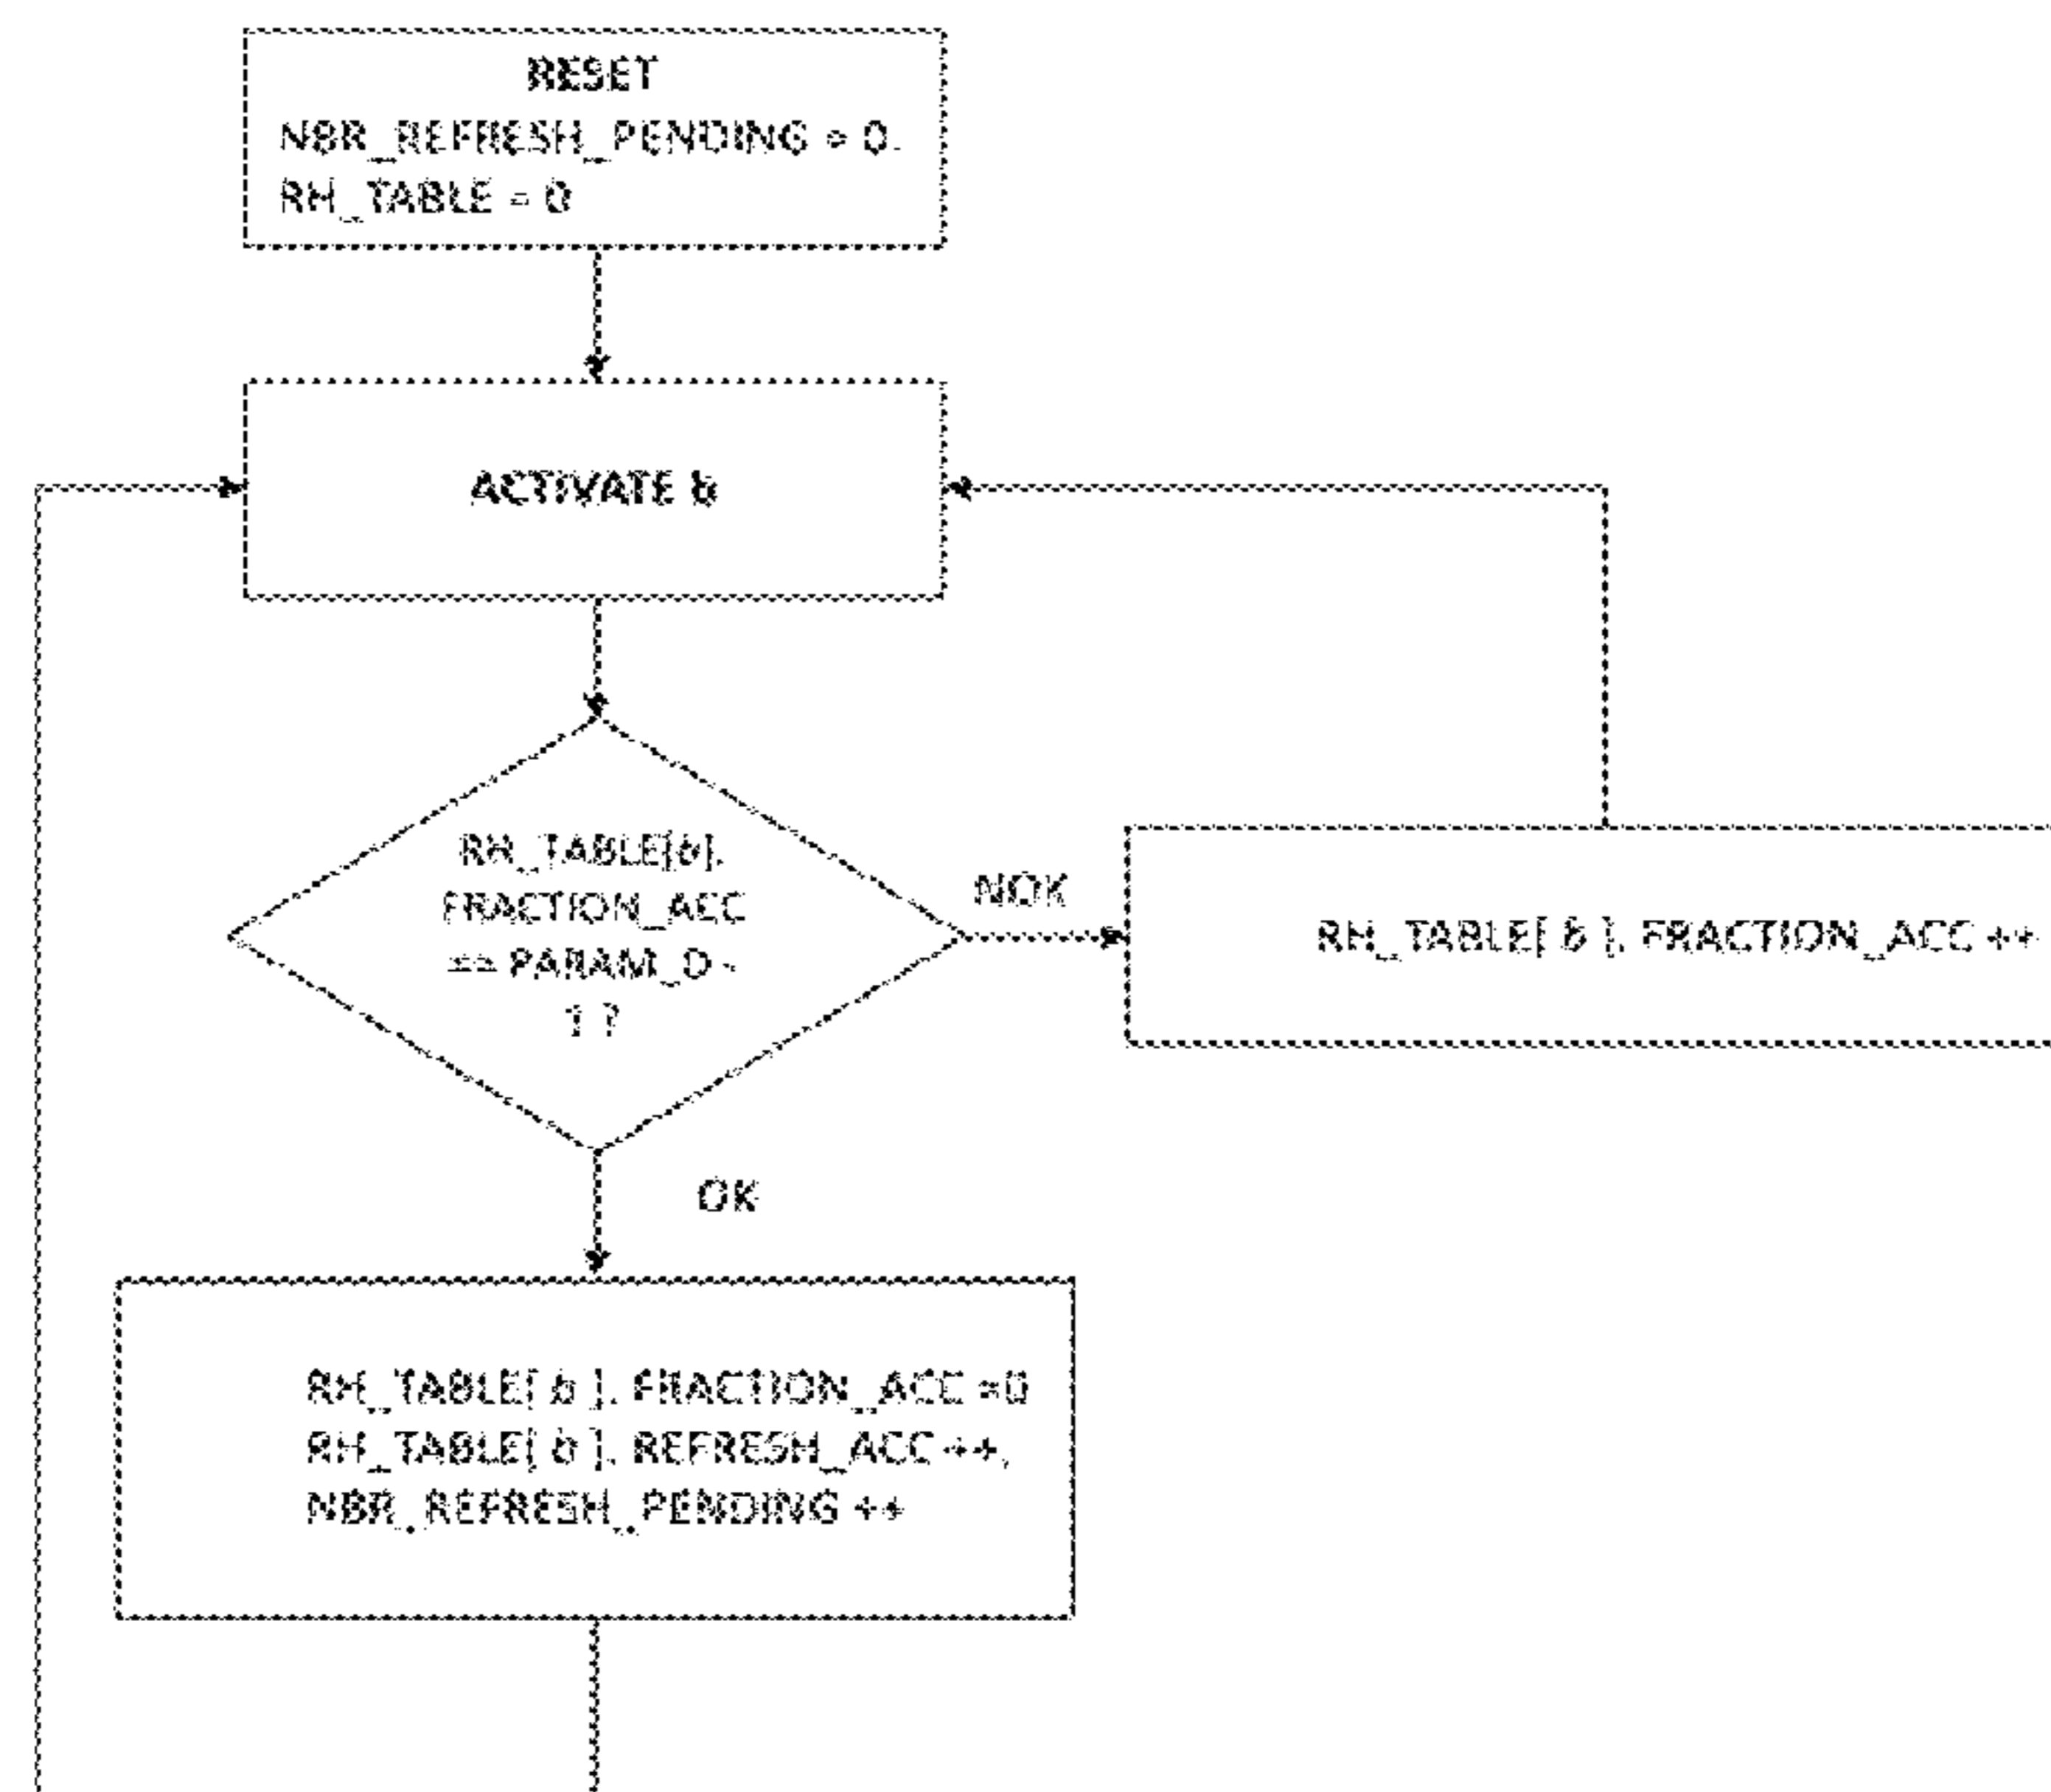 RESET
NBR_REFRESH_PENDING = 0.
RH_TABLE = 0
ACTIVATE b
RH_TABLE[b].
FRACTION_ACC
== PARAM_D -
1 ?
NOK
RH_TABLE[ b ]. FRACTION_ACC ++
OK
RH_TABLE[ b ]. FRACTION_ACC =0
RH_TABLE[ b ]. REFRESH_ACC ++,
NBR_REFRESH_PENDING ++